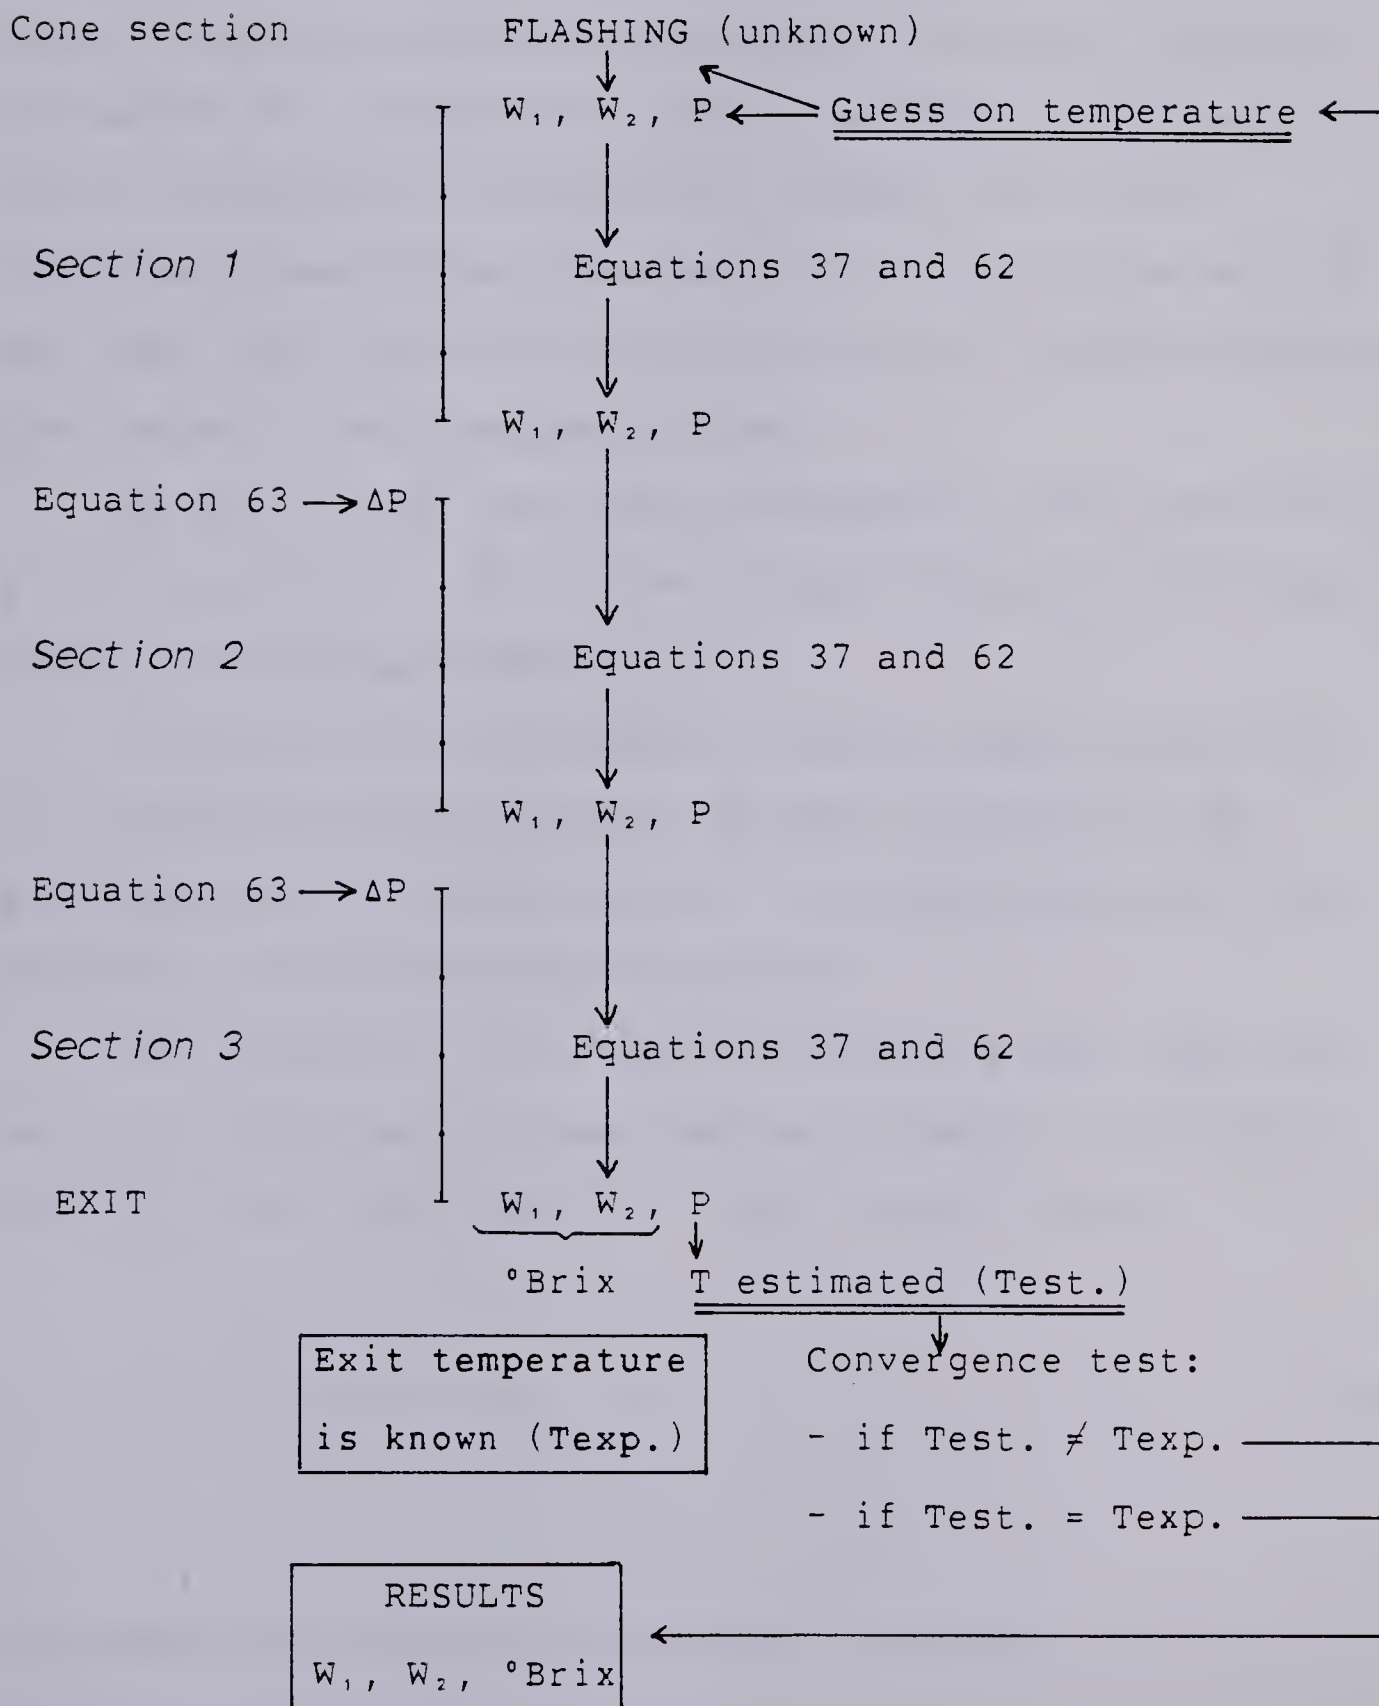 Cone section FLASHING (unknown)
W₁, W₂, P Guess on temperature
Section 1 Equations 37 and 62
W₁, W₂, P
Equation 63 → ΔP
Section 2 Equations 37 and 62
W₁, W₂, P
Equation 63 → ΔP
Section 3 Equations 37 and 62
EXIT W₁, W₂, P
°Brix T estimated (Test.)
Exit temperature Convergence test:
is known (Texp.) - if Test. ≠ Texp.
- if Test. = Texp.
RESULTS
W₁, W₂, °Brix